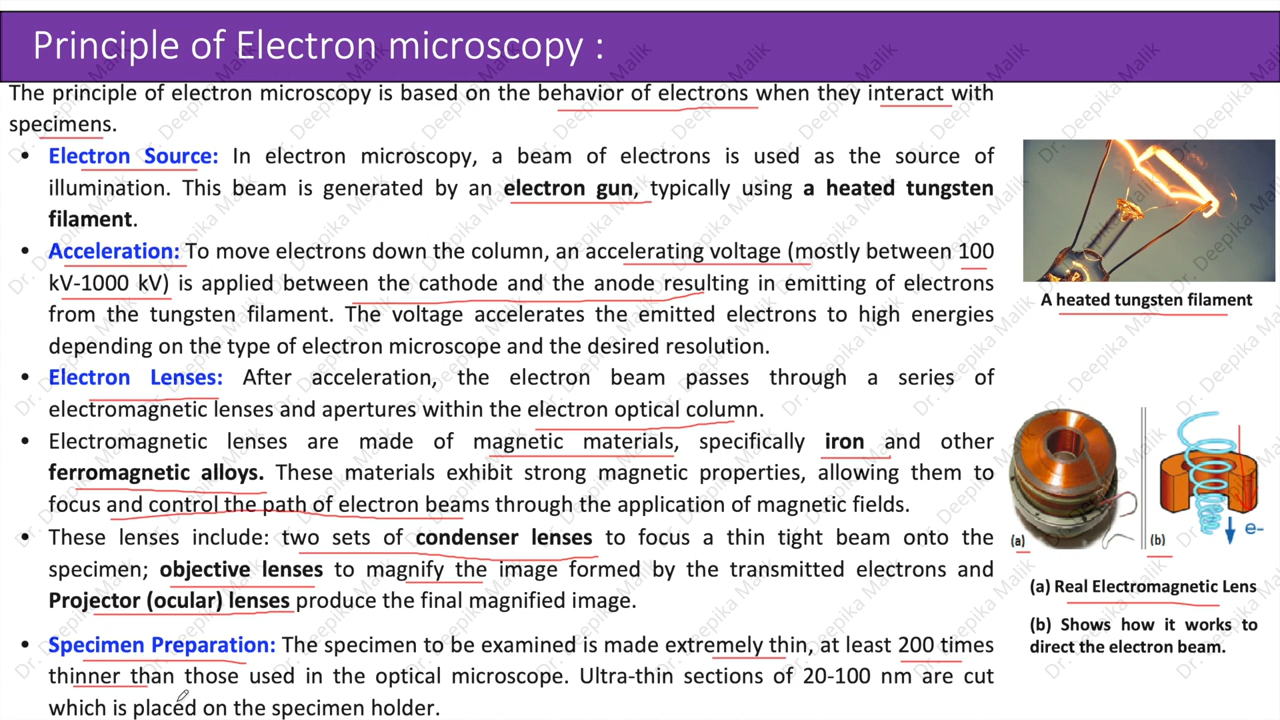 Principle of Electron microscopy :
The principle of electron microscopy is based on the behavior of electrons when they interact with
specimens.
• Electron Source: In electron microscopy, a beam of electrons is used as the source of
illumination. This beam is generated by an electron gun, typically using a heated tungsten
filament.
• Acceleration: To move electrons down the column, an accelerating voltage (mostly between 100
kV-1000 kV) is applied between the cathode and the anode resulting in emitting of electrons
from the tungsten filament. The voltage accelerates the emitted electrons to high energies
depending on the type of electron microscope and the desired resolution.
• Electron Lenses: After acceleration, the electron beam passes through a series of
electromagnetic lenses and apertures within the electron optical column.
• Electromagnetic lenses are made of magnetic materials, specifically iron and other
ferromagnetic alloys. These materials exhibit strong magnetic properties, allowing them to
focus and control the path of electron beams through the application of magnetic fields.
• These lenses include: two sets of condenser lenses to focus a thin tight beam onto the
specimen; objective lenses to magnify the image formed by the transmitted electrons and
Projector (ocular) lenses produce the final magnified image.
• Specimen Preparation: The specimen to be examined is made extremely thin, at least 200 times
thinner than those used in the optical microscope. Ultra-thin sections of 20-100 nm are cut
which is placed on the specimen holder.
A heated tungsten filament
(a)
(b)
e-
(a) Real Electromagnetic Lens
(b) Shows how it works to
direct the electron beam.
Dr. Deepika Malik